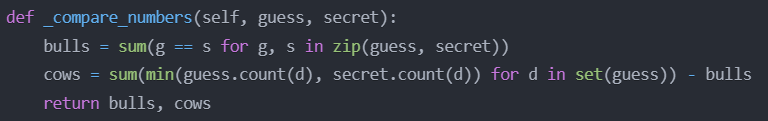 def _compare_numbers(self, guess, secret):
    bulls = sum(g == s for g, s in zip(guess, secret))
    cows = sum(min(guess.count(d), secret.count(d)) for d in set(guess)) - bulls
    return bulls, cows